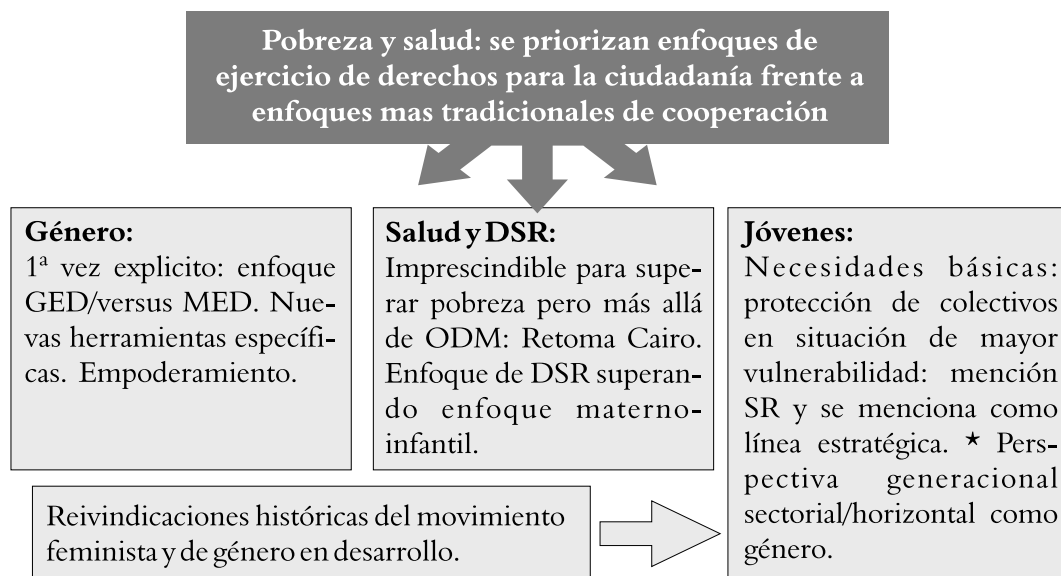 Pobreza y salud: se priorizan enfoques de
ejercicio de derechos para la ciudadanía frente a
enfoques mas tradicionales de cooperación
Género:
1ª vez explicito: enfoque
GED/versus MED. Nue-
vas herramientas específi-
cas. Empoderamiento.
Salud y DSR:
Imprescindible para supe-
rar pobreza pero más allá
de ODM: Retoma Cairo.
Enfoque de DSR superan-
do enfoque materno-
infantil.
Jóvenes:
Necesidades básicas:
protección de colectivos
en situación de mayor
vulnerabilidad: mención
SR y se menciona como
línea estratégica. ★ Pers-
pectiva generacional
sectorial/horizontal como
género.
Reivindicaciones históricas del movimiento
feminista y de género en desarrollo.